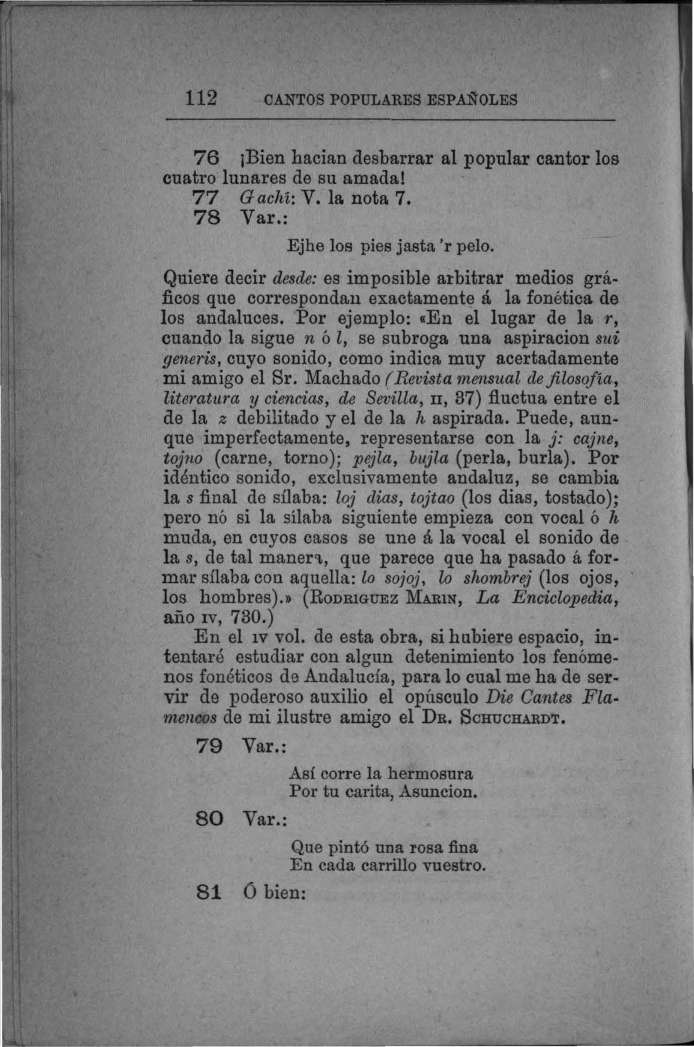 112 CANTOS POPULARES ESPAÑOLES
76 ¡Bien hacian desbarrar al popular cantor los
cuatro lunares de su amada!
77 Gachí: V. la nota 7.
78 Var.:
Ejhe los pies jasta 'r pelo.
Quiere decir desde: es imposible arbitrar medios grá-
ficos que correspondan exactamente á la fonética de
los andaluces. Por ejemplo: «En el lugar de la r,
cuando la sigue n ó l, se subroga una aspiracion sui
generis, cuyo sonido, como indica muy acertadamente
mi amigo el Sr. Machado (Revista mensual de filosofía,
literatura y ciencias, de Sevilla, II, 37) fluctua entre el
de la z debilitado y el de la h aspirada. Puede, aun-
que imperfectamente, representarse con la j: cajne,
tojno (carne, torno); pejla, bujla (perla, burla). Por
idéntico sonido, exclusivamente andaluz, se cambia
la s final de sílaba: loj dias, tojtao (los dias, tostado);
pero nó si la sílaba siguiente empieza con vocal ó h
muda, en cuyos casos se une á la vocal el sonido de
la s, de tal manera, que parece que ha pasado á for-
mar sílaba con aquella: lo sojoj, lo shombrej (los ojos,
los hombres).» (RODRIGUEZ MARIN, La Enciclopedia,
año IV, 730.)
En el IV vol. de esta obra, si hubiere espacio, in-
tentaré estudiar con algun detenimiento los fenóme-
nos fonéticos de Andalucía, para lo cual me ha de ser-
vir de poderoso auxilio el opúsculo Die Cantes Fla-
mencos de mi ilustre amigo el DR. SCHUCHARDT.
79 Var.:
Así corre la hermosura
Por tu carita, Asuncion.
80 Var.:
Que pintó una rosa fina
En cada carrillo vuestro.
81 Ó bien: